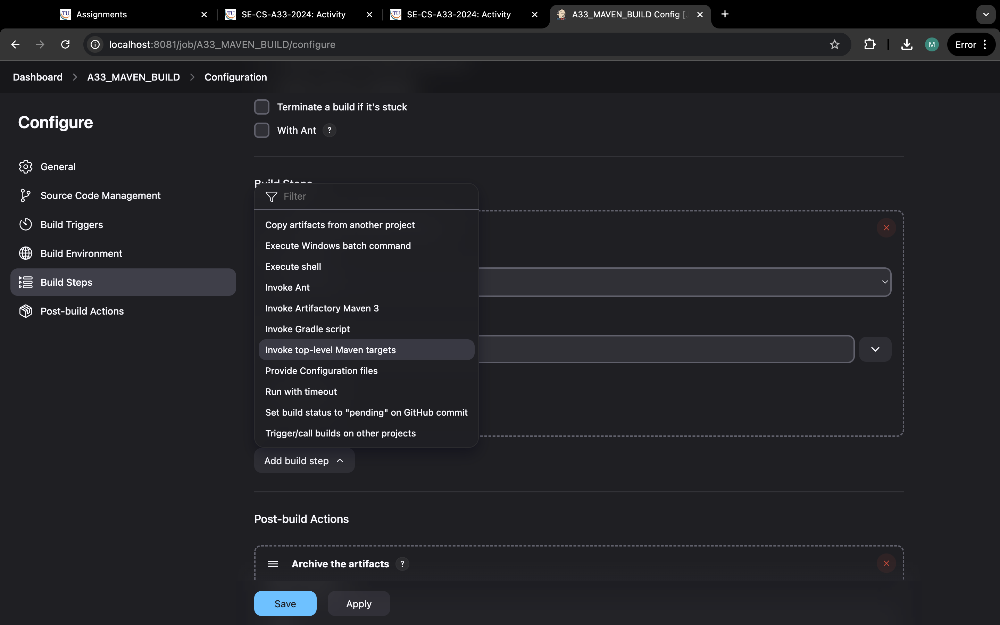 Assignments
SE-CS-A33-2024: Activity
SE-CS-A33-2024: Activity
A33_MAVEN_BUILD Config [
localhost:8081/job/A33_MAVEN_BUILD/configure
M
Error
Dashboard
A33_MAVEN_BUILD
Configuration
Configure
General
Source Code Management
Build Triggers
Build Environment
Build Steps
Post-build Actions
Terminate a build if it's stuck
With Ant ?
Build Steps
Filter
Copy artifacts from another project
Execute Windows batch command
Execute shell
Invoke Ant
Invoke Artifactory Maven 3
Invoke Gradle script
Invoke top-level Maven targets
Provide Configuration files
Run with timeout
Set build status to "pending" on GitHub commit
Trigger/call builds on other projects
Add build step
Post-build Actions
Archive the artifacts ?
Save
Apply